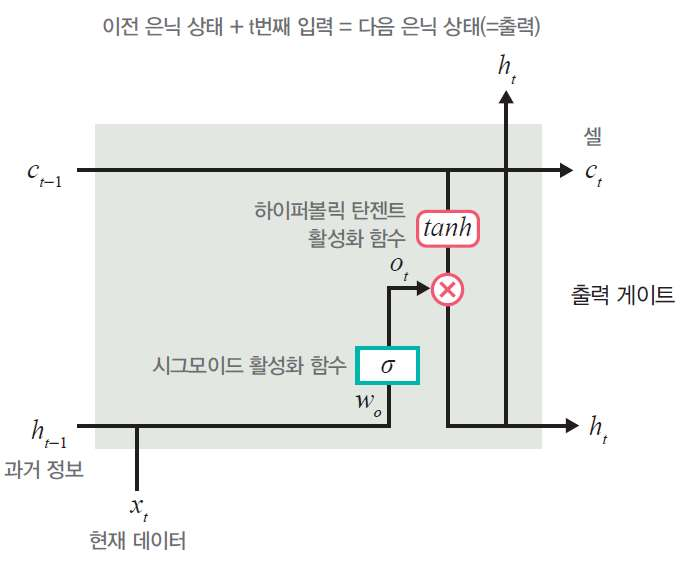 이전 은닉 상태 + t번째 입력 = 다음 은닉 상태(=출력)
h_t
셀
c_{t-1}
c_t
하이퍼볼릭 탄젠트
활성화 함수
tanh
o_t
출력 게이트
시그모이드 활성화 함수
σ
w_o
h_{t-1}
h_t
과거 정보
x_t
현재 데이터